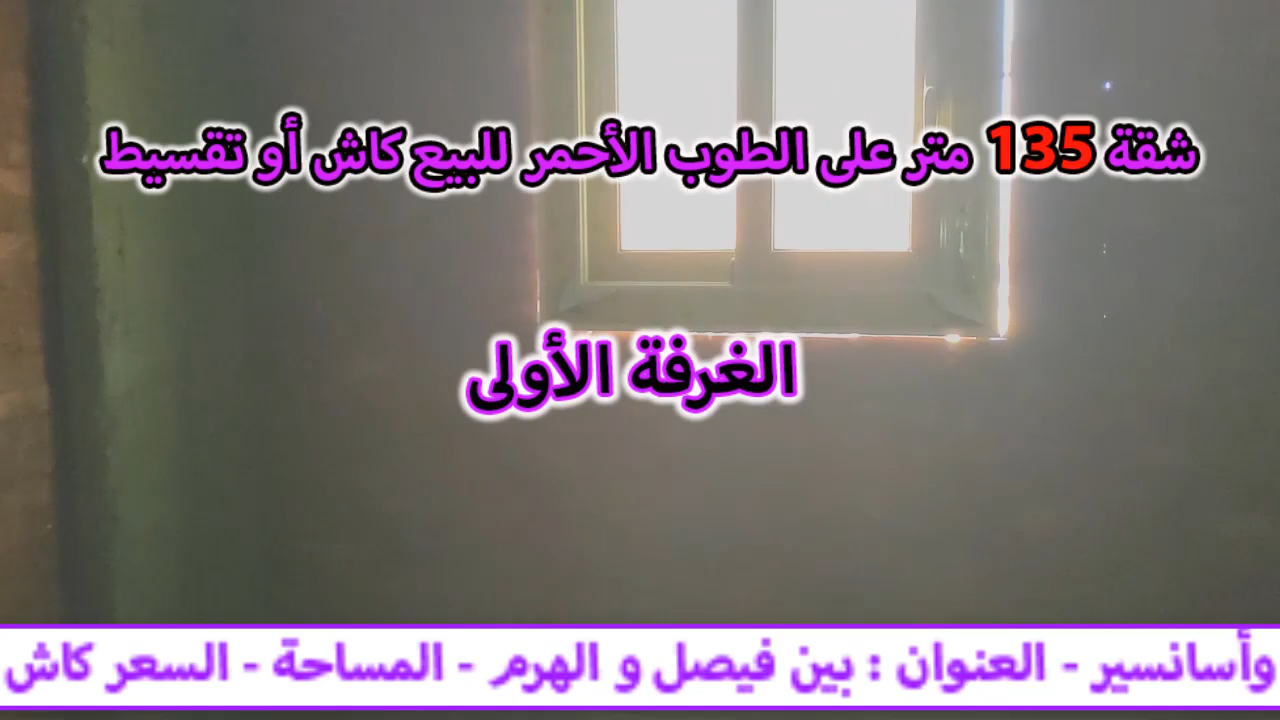 شقة 135 متر على الطوب الأحمر للبيع كاش أو تقسيط
الغرفة الأولى
وأسانسير - العنوان : بين فيصل و الهرم - المساحة - السعر كاش